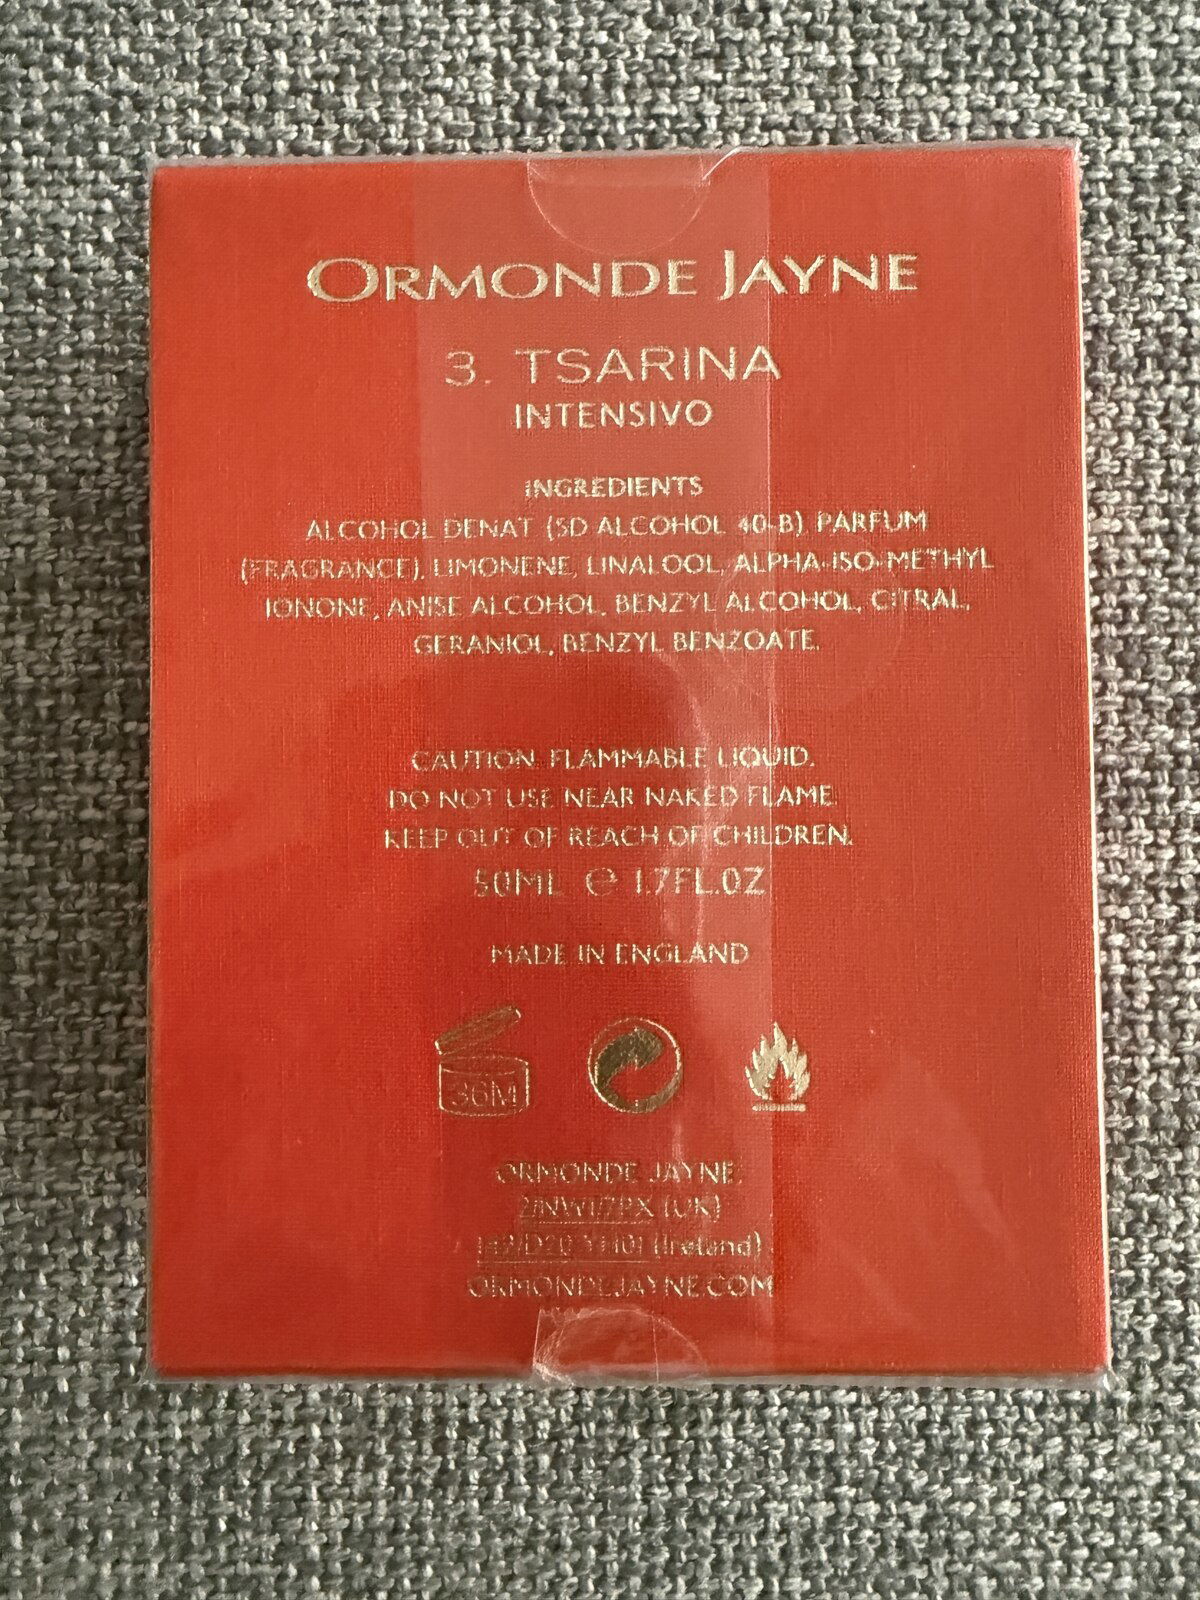 ORMONDE JAYNE
3. TSARINA
INTENSIVO
INGREDIENTS
ALCOHOL DENAT (SD ALCOHOL 40-B), PARFUM
(FRAGRANCE), LIMONENE, LINALOOL, ALPHA-ISO-METHYL
IONONE, ANISE ALCOHOL, BENZYL ALCOHOL, CITRAL,
GERANIOL, BENZYL BENZOATE.
CAUTION. FLAMMABLE LIQUID.
DO NOT USE NEAR NAKED FLAME.
KEEP OUT OF REACH OF CHILDREN.
50ML ℮ 1.7FL.OZ
MADE IN ENGLAND
36M
ORMONDE JAYNE
(UK)
(Ireland)
ORMONDEJAYNE.COM